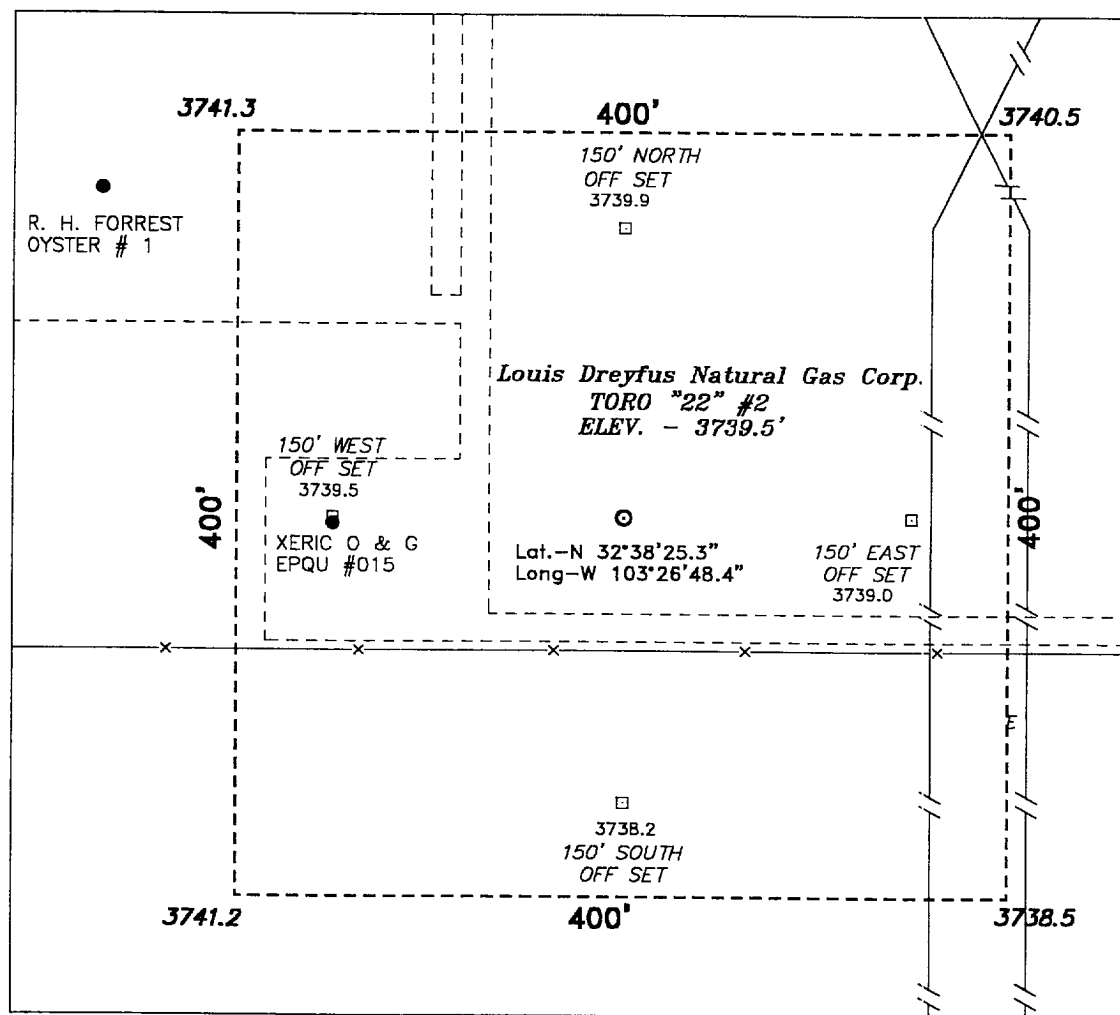 3741.3
400'
3740.5
150' NORTH
OFF SET
3739.9
R. H. FORREST
OYSTER # 1
Louis Dreyfus Natural Gas Corp.
TORO "22" #2
ELEV. - 3739.5'
150' WEST
OFF SET
3739.5
400'
400'
XERIC O & G
EPQU #015
Lat.-N 32°38'25.3"
Long-W 103°26'48.4"
150' EAST
OFF SET
3739.0
3738.2
150' SOUTH
OFF SET
3741.2
400'
3738.5